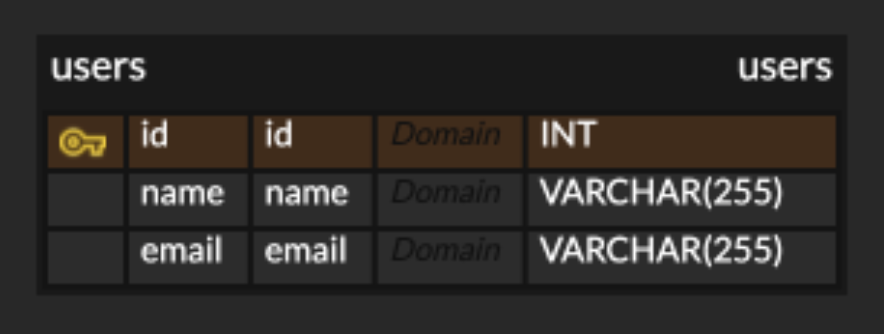 users users
id id Domain INT
name name Domain VARCHAR(255)
email email Domain VARCHAR(255)